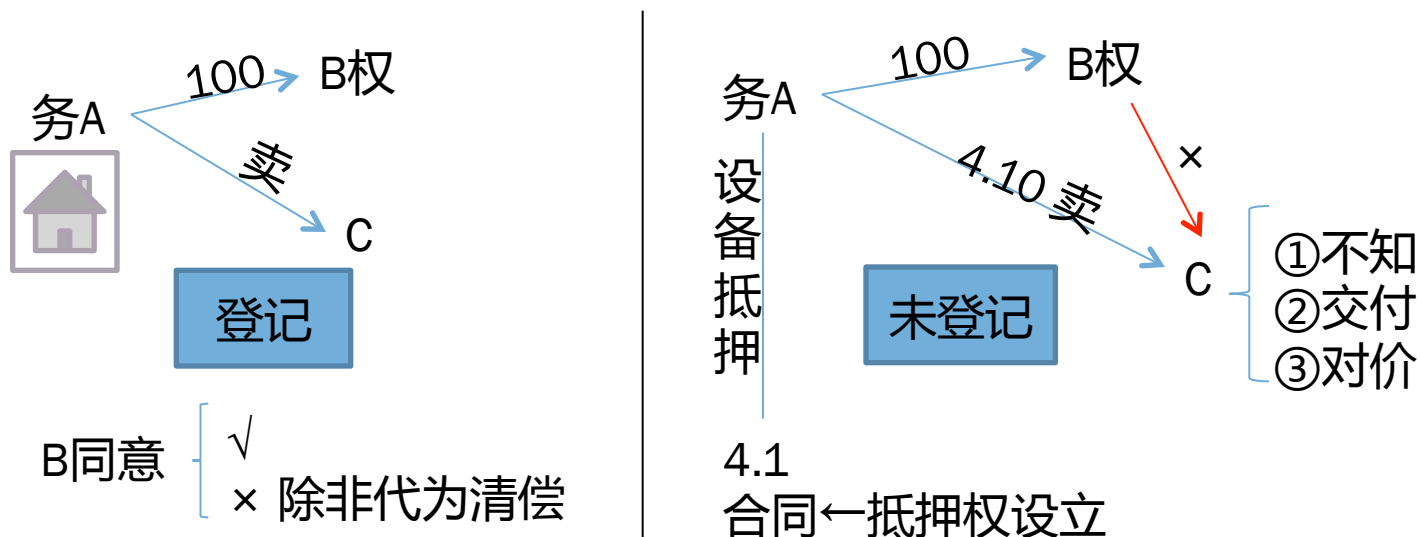 100
B权
务A
卖
C
登记
B同意
√
× 除非代为清偿
100
B权
务A
×
4.10 卖
设备抵押
C
①不知
②交付
③对价
未登记
4.1
合同←抵押权设立